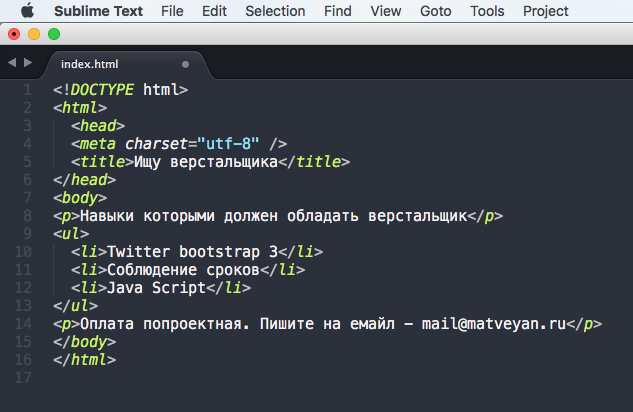 Sublime Text File Edit Selection Find View Goto Tools Project
index.html
1 <!DOCTYPE html>
2 <html>
3 <head>
4 <meta charset="utf-8" />
5 <title>Ищу верстальщика</title>
6 </head>
7 <body>
8 <p>Навыки которыми должен обладать верстальщик</p>
9 <ul>
10 <li>Twitter bootstrap 3</li>
11 <li>Соблюдение сроков</li>
12 <li>Java Script</li>
13 </ul>
14 <p>Оплата попроектная. Пишите на емайл - mail@matveyan.ru</p>
15 </body>
16 </html>
17